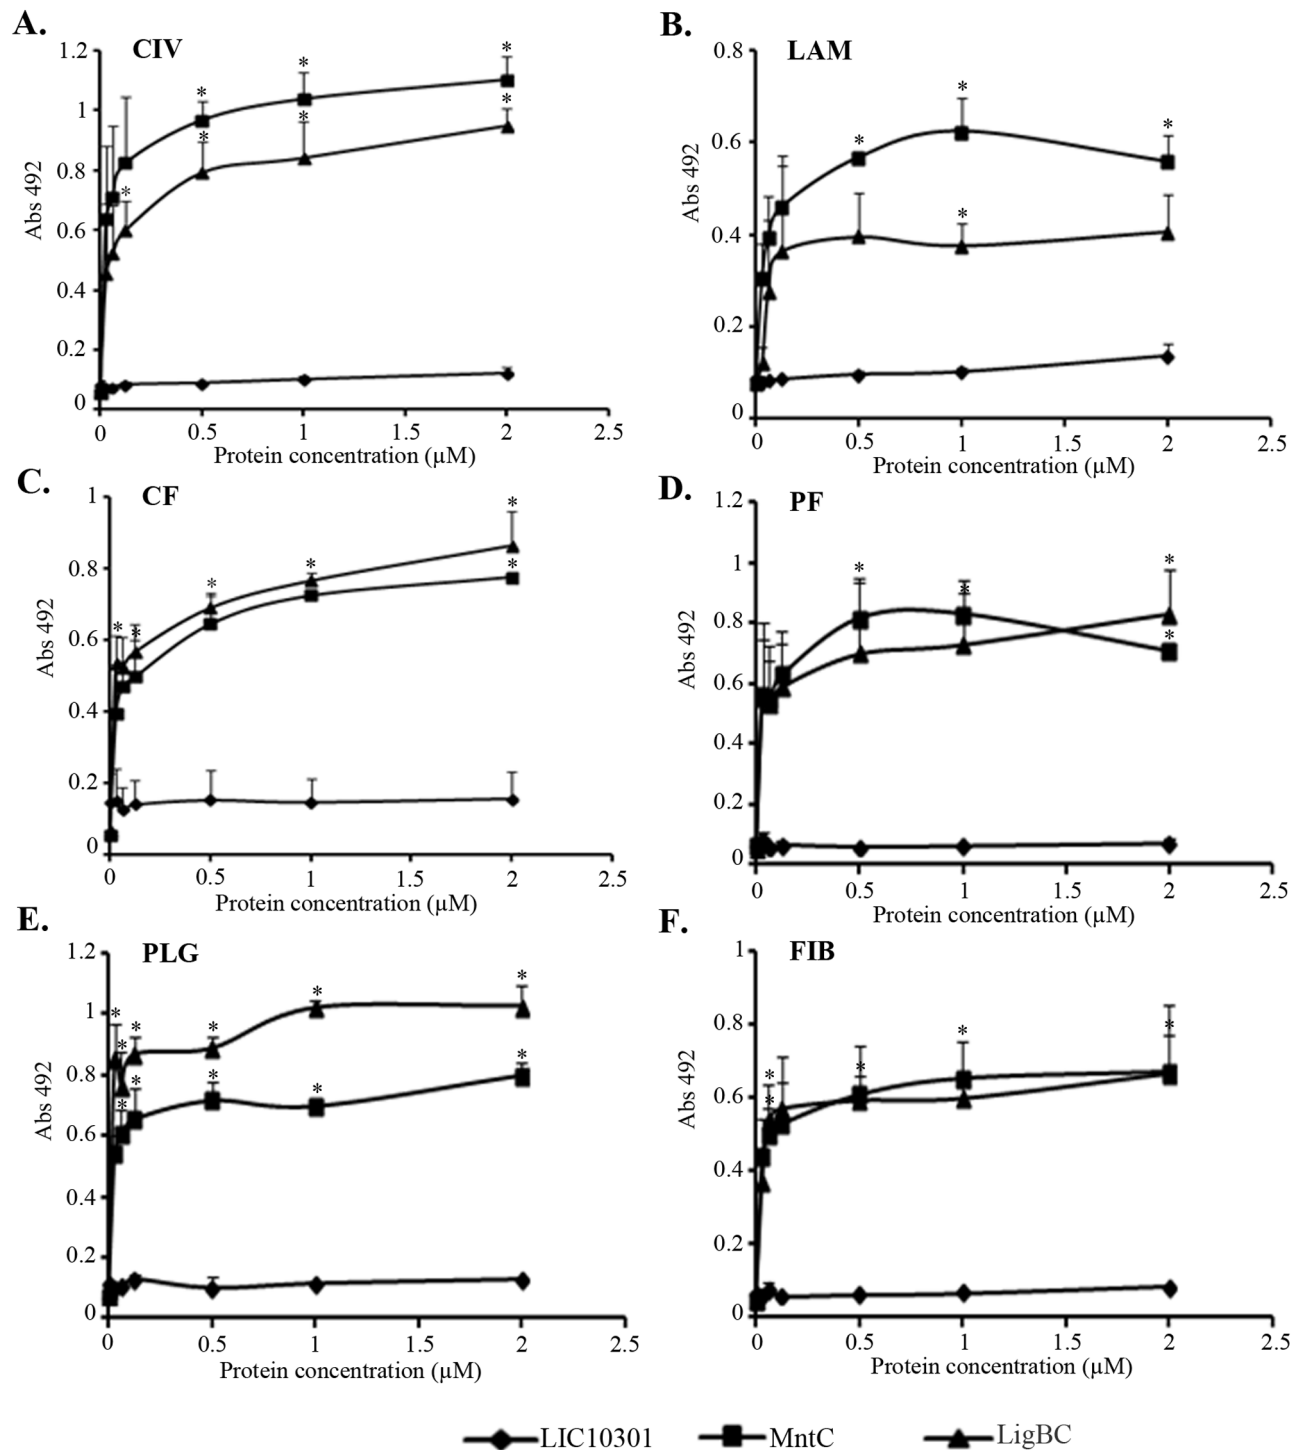 A.
CIV
1.2
1
0.8
0.6
0.4
0.2
0
Abs 492
* * * * * * *
0 0.5 1 1.5 2 2.5
Protein concentration (µM)
B.
LAM
0.8
0.6
0.4
0.2
0
Abs 492
* * * *
0 0.5 1 1.5 2 2.5
Protein concentration (µM)
C.
CF
1
0.8
0.6
0.4
0.2
0
Abs 492
* * * * * *
0 0.5 1 1.5 2 2.5
Protein concentration (µM)
D.
PF
1.2
1
0.8
0.6
0.4
0.2
0
Abs 492
* * * *
0 0.5 1 1.5 2 2.5
Protein concentration (µM)
E.
PLG
1.2
1
0.8
0.6
0.4
0.2
0
Abs 492
* * * * * * * * * * *
0 0.5 1 1.5 2 2.5
Protein concentration (µM)
F.
FIB
1
0.8
0.6
0.4
0.2
0
Abs 492
* * * * *
0 0.5 1 1.5 2 2.5
Protein concentration (µM)
LIC10301 MntC LigBC